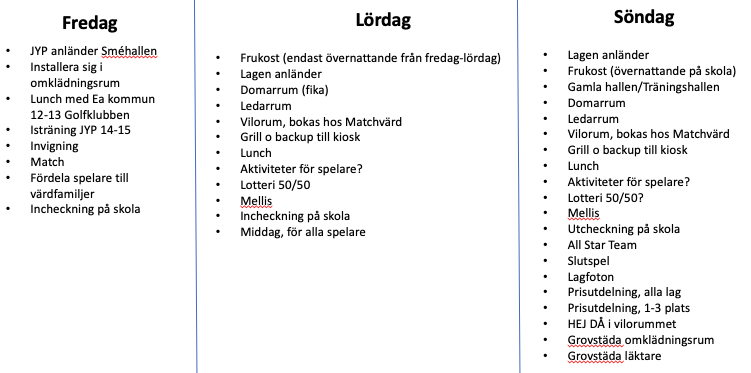 Fredag
• JYP anländer Sméhallen
• Installera sig i
omklädningsrum
• Lunch med Ea kommun
12-13 Golfklubben
• Isträning JYP 14-15
• Invigning
• Match
• Fördela spelare till
värdfamiljer
• Incheckning på skola
Lördag
• Frukost (endast övernattande från fredag-lördag)
• Lagen anländer
• Domarrum (fika)
• Ledarrum
• Vilorum, bokas hos Matchvärd
• Grill o backup till kiosk
• Lunch
• Aktiviteter för spelare?
• Lotteri 50/50
• Mellis
• Incheckning på skola
• Middag, för alla spelare
Söndag
• Lagen anländer
• Frukost (övernattande på skola)
• Gamla hallen/Träningshallen
• Domarrum
• Ledarrum
• Vilorum, bokas hos Matchvärd
• Grill o backup till kiosk
• Lunch
• Aktiviteter för spelare?
• Lotteri 50/50?
• Mellis
• Utcheckning på skola
• All Star Team
• Slutspel
• Lagfoton
• Prisutdelning, alla lag
• Prisutdelning, 1-3 plats
• HEJ DÅ i vilorummet
• Grovstäda omklädningsrum
• Grovstäda läktare